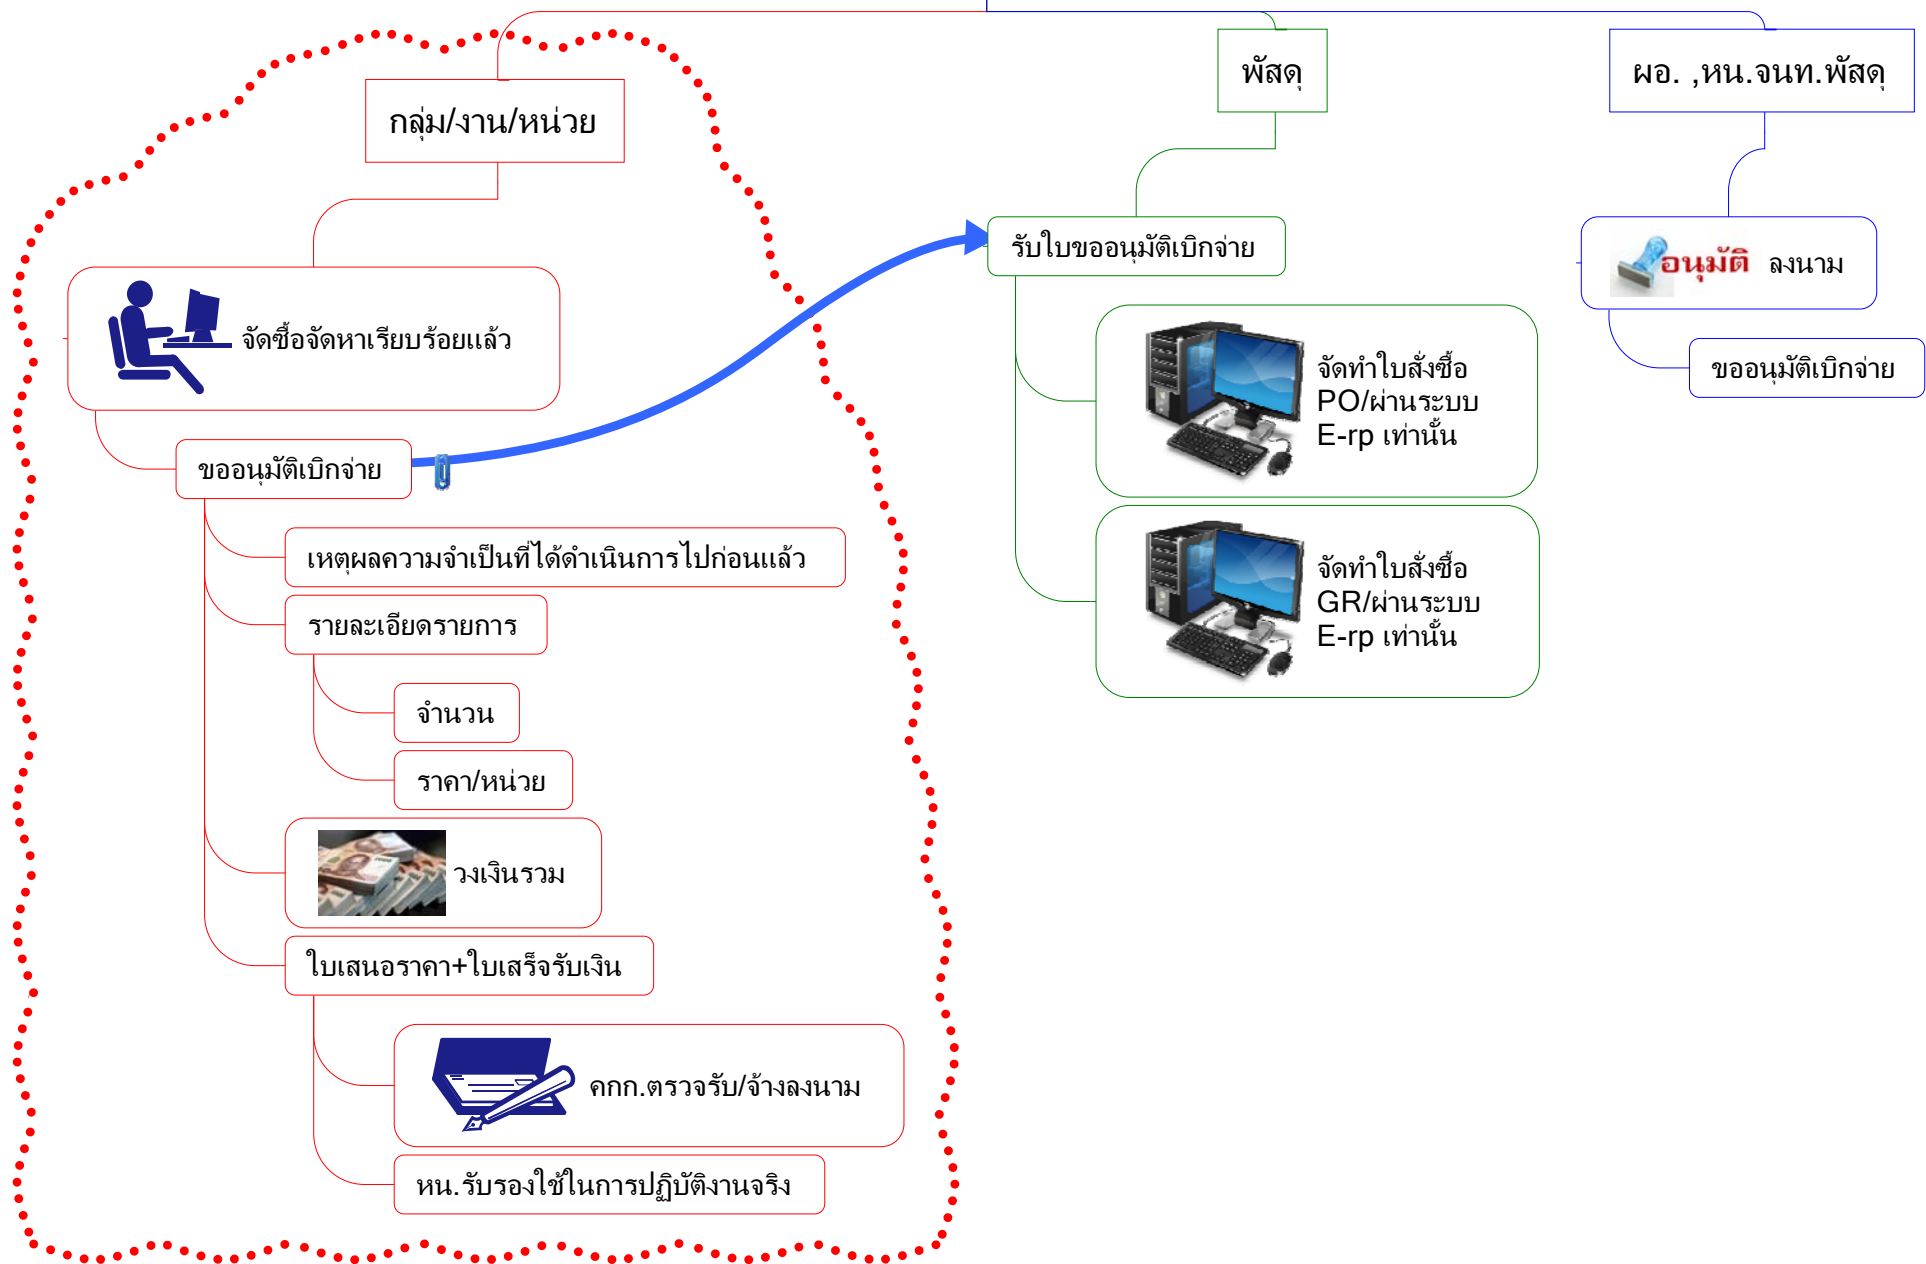 กลุ่ม/งาน/หน่วย
จัดซื้อจัดหาเรียบร้อยแล้ว
ขออนุมัติเบิกจ่าย
เหตุผลความจำเป็นที่ได้ดำเนินการไปก่อนแล้ว
รายละเอียดรายการ
จำนวน
ราคา/หน่วย
วงเงินรวม
ใบเสนอราคา+ใบเสร็จรับเงิน
คกก.ตรวจรับ/จ้างลงนาม
หน.รับรองใช้ในการปฏิบัติงานจริง
พัสดุ
รับใบขออนุมัติเบิกจ่าย
จัดทำใบสั่งซื้อ
PO/ผ่านระบบ
E-rp เท่านั้น
จัดทำใบสั่งซื้อ
GR/ผ่านระบบ
E-rp เท่านั้น
ผอ. ,หน.จนท.พัสดุ
อนุมัติ ลงนาม
ขออนุมัติเบิกจ่าย